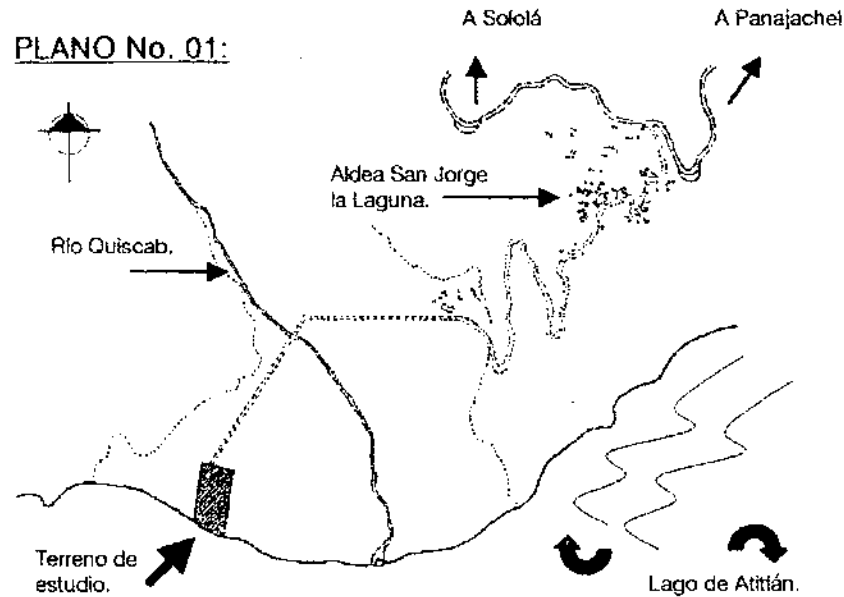 A Sololá
A Panajachel
PLANO No. 01:
Aldea San Jorge
la Laguna.
Río Quiscab.
Terreno de
estudio.
Lago de Atitlán.